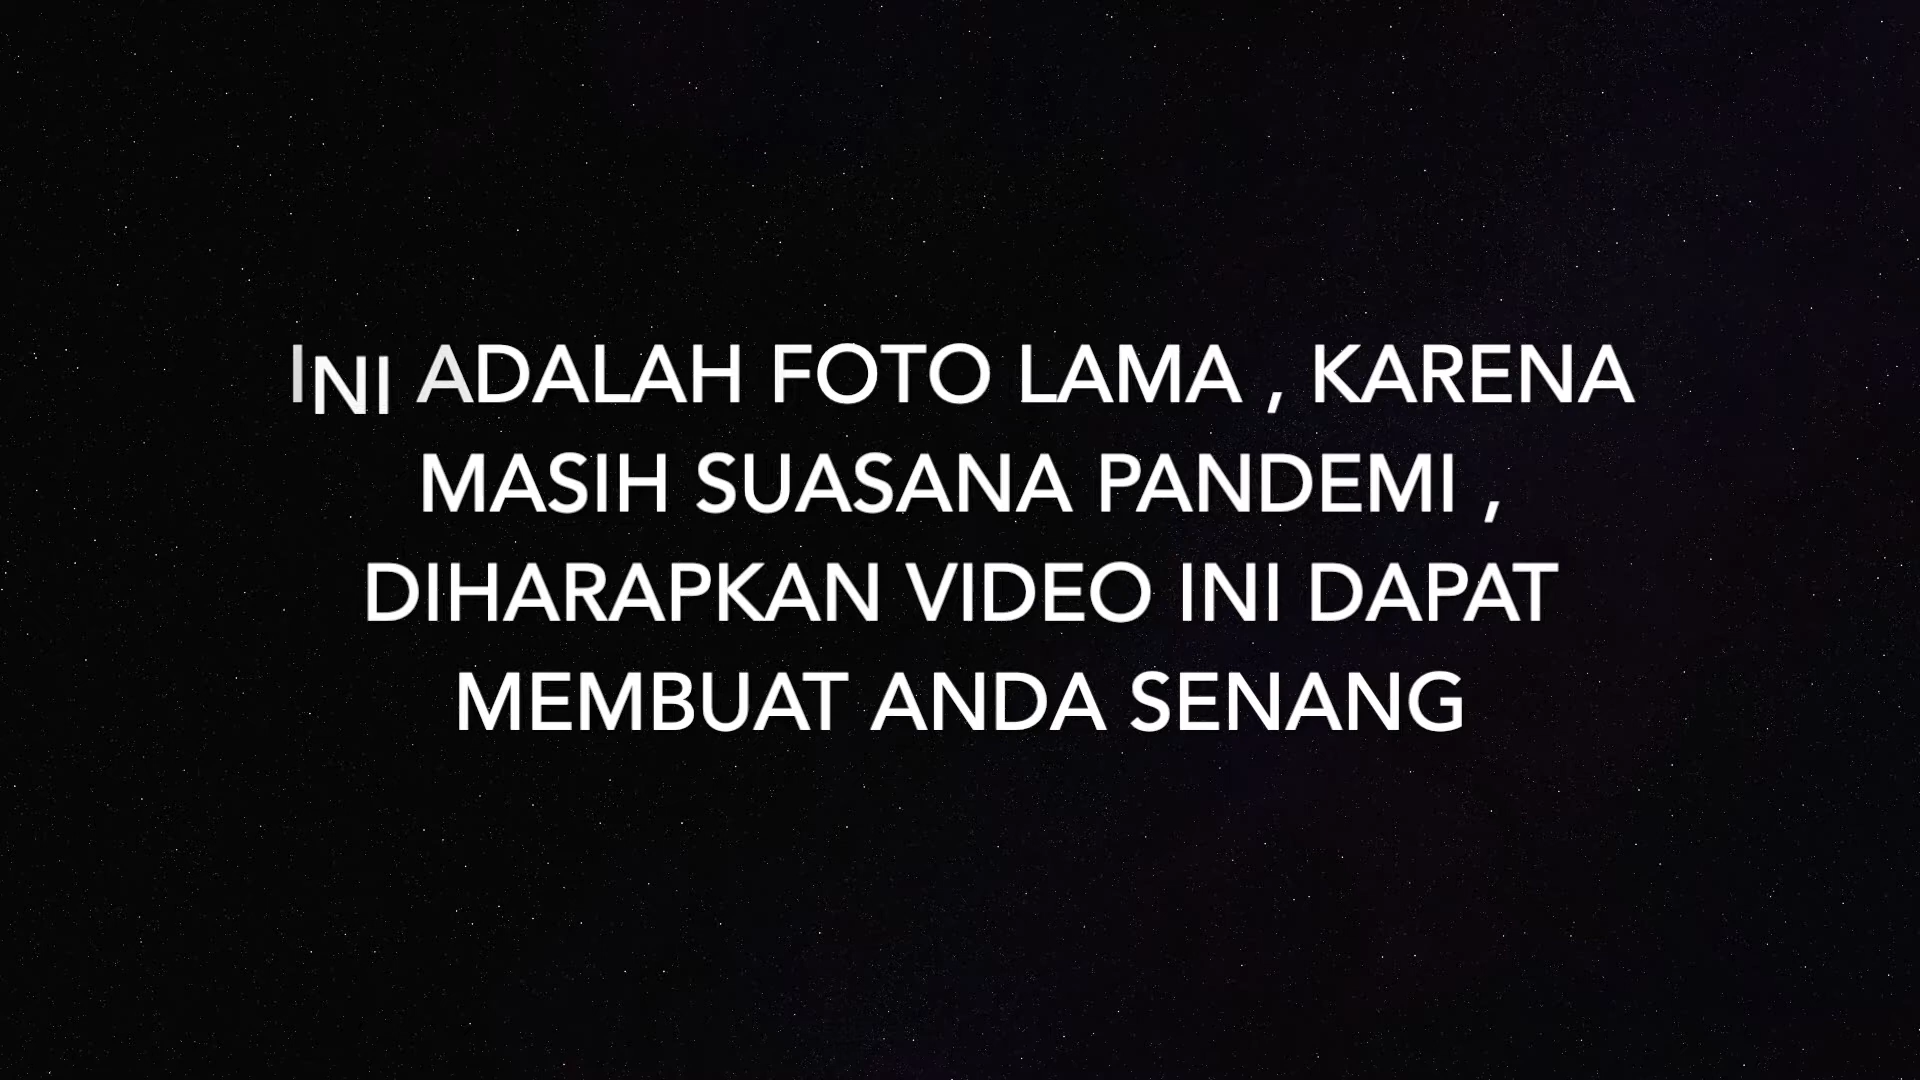 INI ADALAH FOTO LAMA , KARENA
MASIH SUASANA PANDEMI ,
DIHARAPKAN VIDEO INI DAPAT
MEMBUAT ANDA SENANG